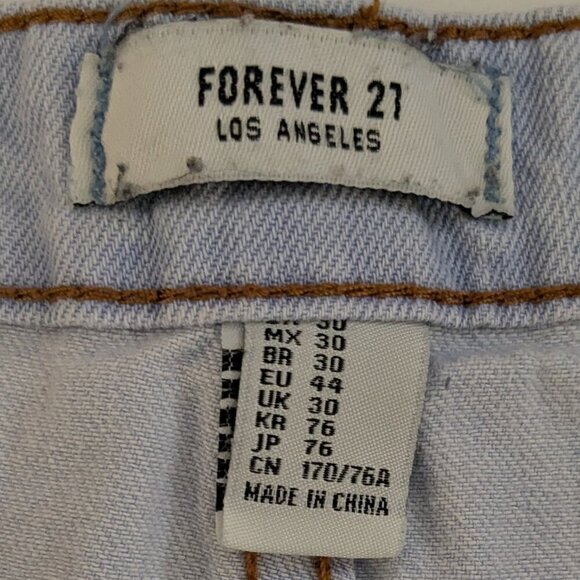 FOREVER 21
LOS ANGELES
30
MX 30
BR 30
EU 44
UK 30
KR 76
JP 76
CN 170/76A
MADE IN CHINA